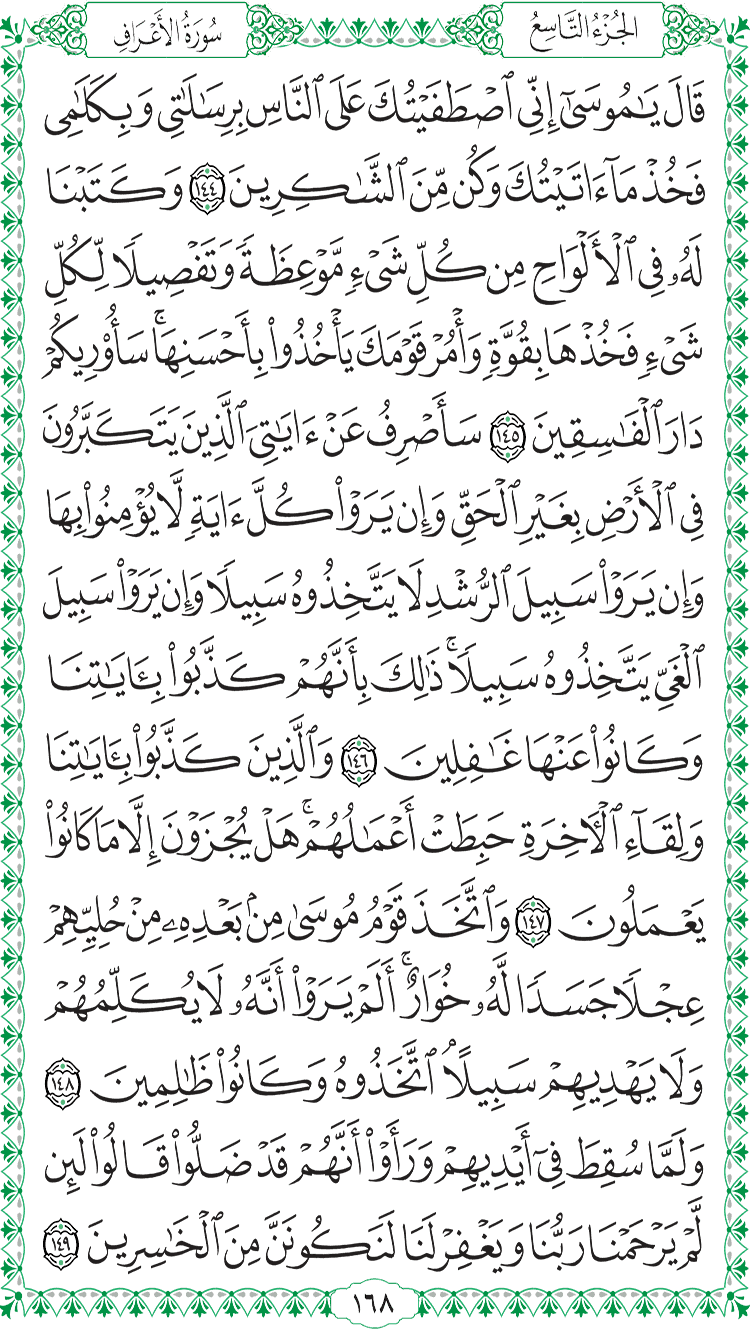 الجُزْءُ التَّاسِعُ
سُورَةُ الأَعْرَافِ
قَالَ يَٰمُوسَىٰٓ إِنِّي ٱصۡطَفَيۡتُكَ عَلَى ٱلنَّاسِ بِرِسَٰلَٰتِي وَبِكَلَٰمِي
فَخُذۡ مَآ ءَاتَيۡتُكَ وَكُن مِّنَ ٱلشَّٰكِرِينَ ١٤٤ وَكَتَبۡنَا
لَهُۥ فِي ٱلۡأَلۡوَاحِ مِن كُلِّ شَيۡءٖ مَّوۡعِظَةٗ وَتَفۡصِيلٗا لِّكُلِّ
شَيۡءٖ فَخُذۡهَا بِقُوَّةٖ وَأۡمُرۡ قَوۡمَكَ يَأۡخُذُواْ بِأَحۡسَنِهَاۚ سَأُوْرِيكُمۡ
دَارَ ٱلۡفَٰسِقِينَ ١٤٥ سَأَصۡرِفُ عَنۡ ءَايَٰتِيَ ٱلَّذِينَ يَتَكَبَّرُونَ
فِي ٱلۡأَرۡضِ بِغَيۡرِ ٱلۡحَقِّ وَإِن يَرَوۡاْ كُلَّ ءَايَةٖ لَّا يُؤۡمِنُواْ بِهَا
وَإِن يَرَوۡاْ سَبِيلَ ٱلرُّشۡدِ لَا يَتَّخِذُوهُ سَبِيلٗا وَإِن يَرَوۡاْ سَبِيلَ
ٱلۡغَيِّ يَتَّخِذُوهُ سَبِيلٗاۚ ذَٰلِكَ بِأَنَّهُمۡ كَذَّبُواْ بِـَٔايَٰتِنَا
وَكَانُواْ عَنۡهَا غَٰفِلِينَ ١٤٦ وَٱلَّذِينَ كَذَّبُواْ بِـَٔايَٰتِنَا
وَلِقَآءِ ٱلۡأٓخِرَةِ حَبِطَتۡ أَعۡمَٰلُهُمۡۚ هَلۡ يُجۡزَوۡنَ إِلَّا مَا كَانُواْ
يَعۡمَلُونَ ١٤٧ وَٱتَّخَذَ قَوۡمُ مُوسَىٰ مِنۢ بَعۡدِهِۦ مِنۡ حُلِيِّهِمۡ
عِجۡلٗا جَسَدٗا لَّهُۥ خُوَارٌۚ أَلَمۡ يَرَوۡاْ أَنَّهُۥ لَا يُكَلِّمُهُمۡ
وَلَا يَهۡدِيهِمۡ سَبِيلًاۘ ٱتَّخَذُوهُ وَكَانُواْ ظَٰلِمِينَ ١٤٨
وَلَمَّا سُقِطَ فِيٓ أَيۡدِيهِمۡ وَرَأَوۡاْ أَنَّهُمۡ قَدۡ ضَلُّواْ قَالُواْ لَئِن
لَّمۡ يَرۡحَمۡنَا رَبُّنَا وَيَغۡفِرۡ لَنَا لَنَكُونَنَّ مِنَ ٱلۡخَٰسِرِينَ ١٤٩
١٦٨